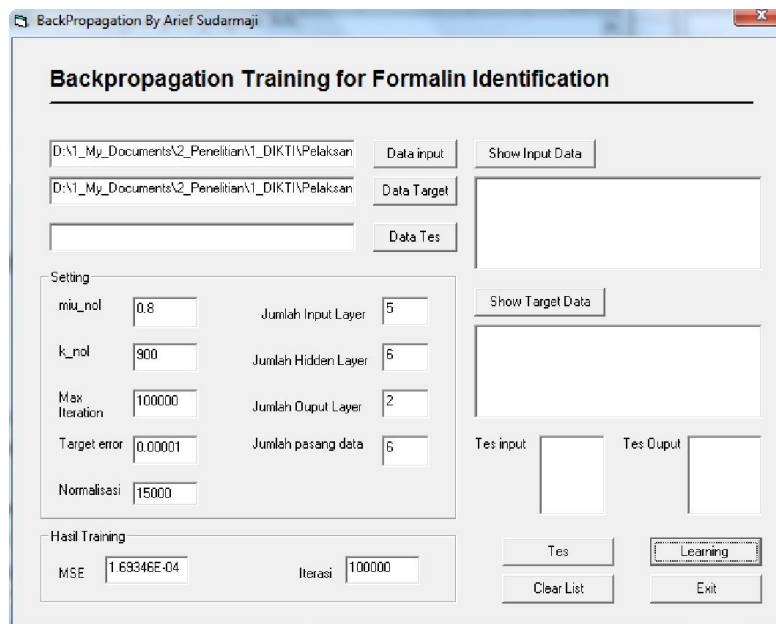 BackPropagation By Arief Sudarmaji
Backpropagation Training for Formalin Identification
D:\1_My_Documents\2_Penelitian\1_DIKTI\Pelaksan
Data input
Show Input Data
D:\1_My_Documents\2_Penelitian\1_DIKTI\Pelaksan
Data Target
Data Tes
Setting
miu_nol
0.8
Jumlah Input Layer
5
Show Target Data
k_nol
900
Jumlah Hidden Layer
6
Max
Iteration
100000
Jumlah Ouput Layer
2
Target error
0.00001
Jumlah pasang data
6
Tes input
Tes Ouput
Normalisasi
15000
Hasil Training
MSE
1.69346E-04
Iterasi
100000
Tes
Learning
Clear List
Exit